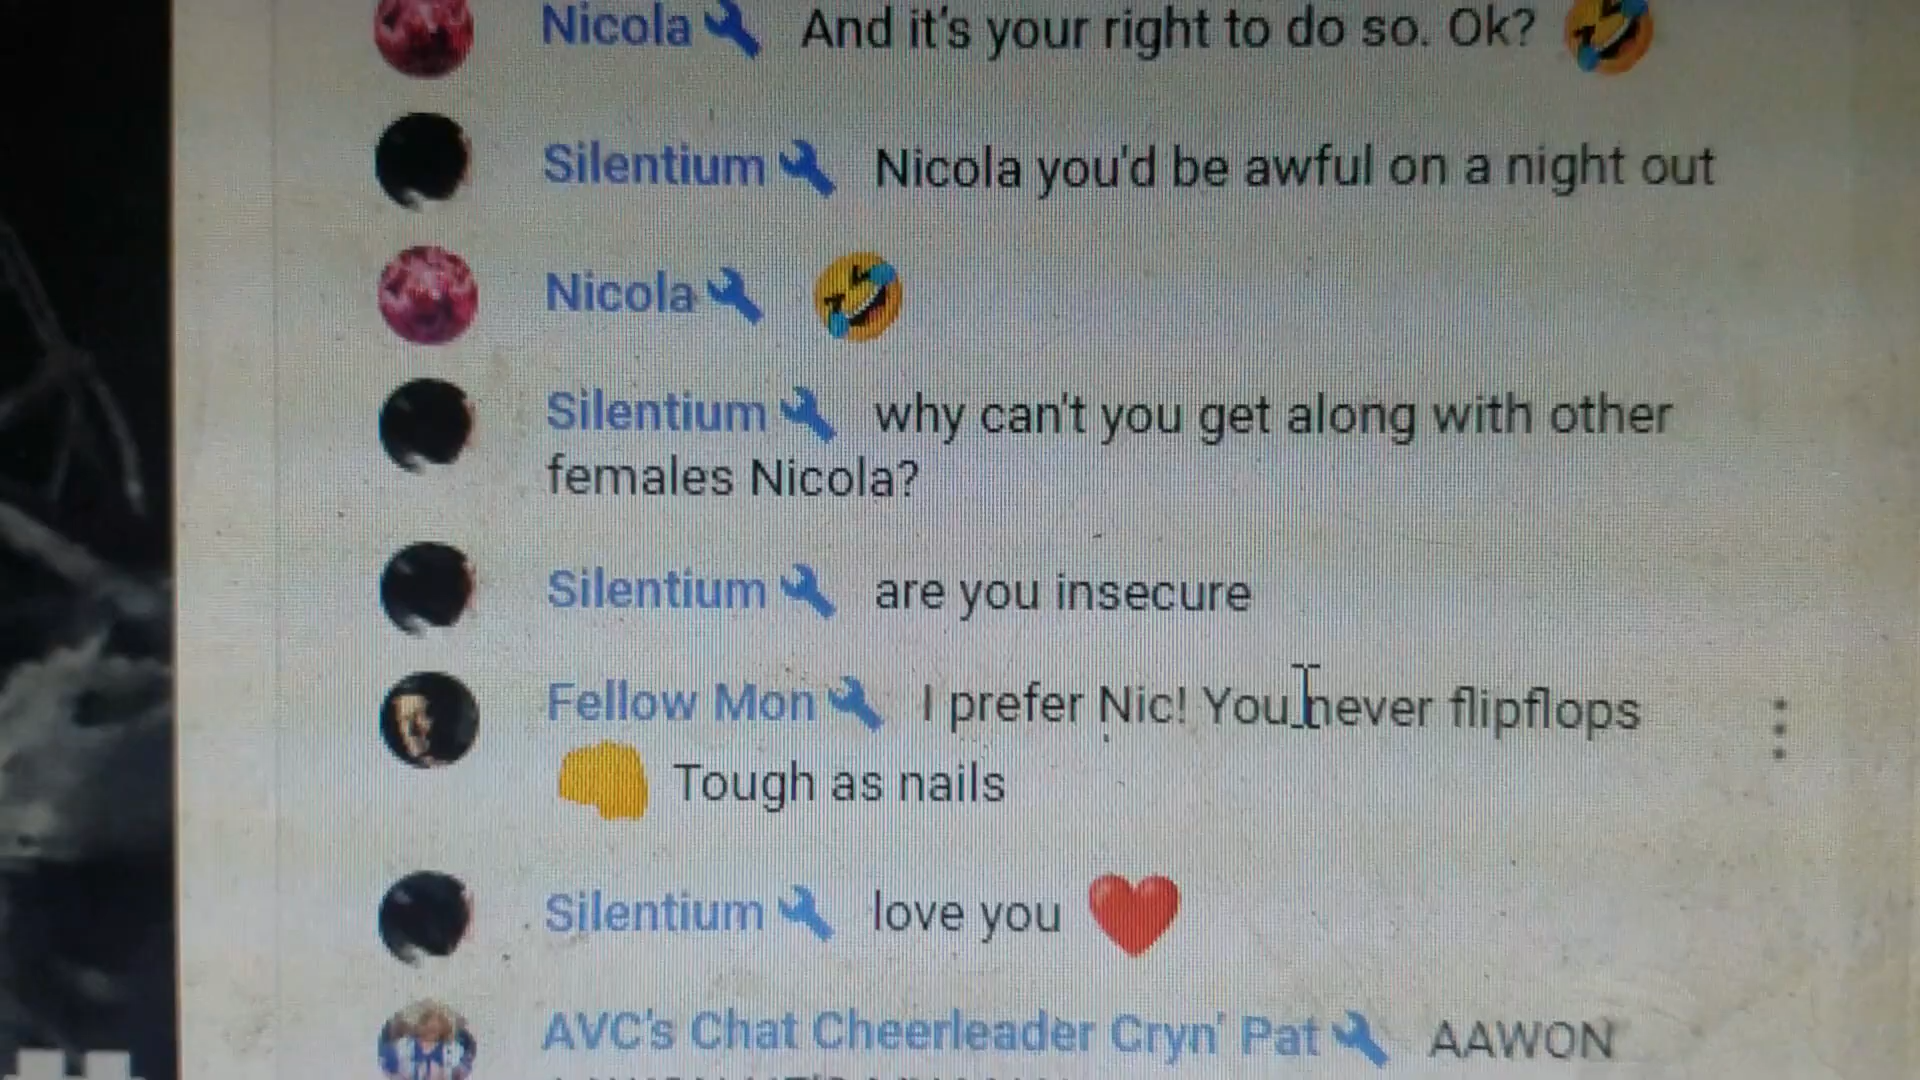 Nicola And it's your right to do so. Ok? 🤣
Silentium Nicola you'd be awful on a night out
Nicola 🤣
Silentium why can't you get along with other
females Nicola?
Silentium are you insecure
Fellow Mon I prefer Nic! You never flipflops
👊 Tough as nails
Silentium love you ❤️
AVC's Chat Cheerleader Cryn' Pat AAWON